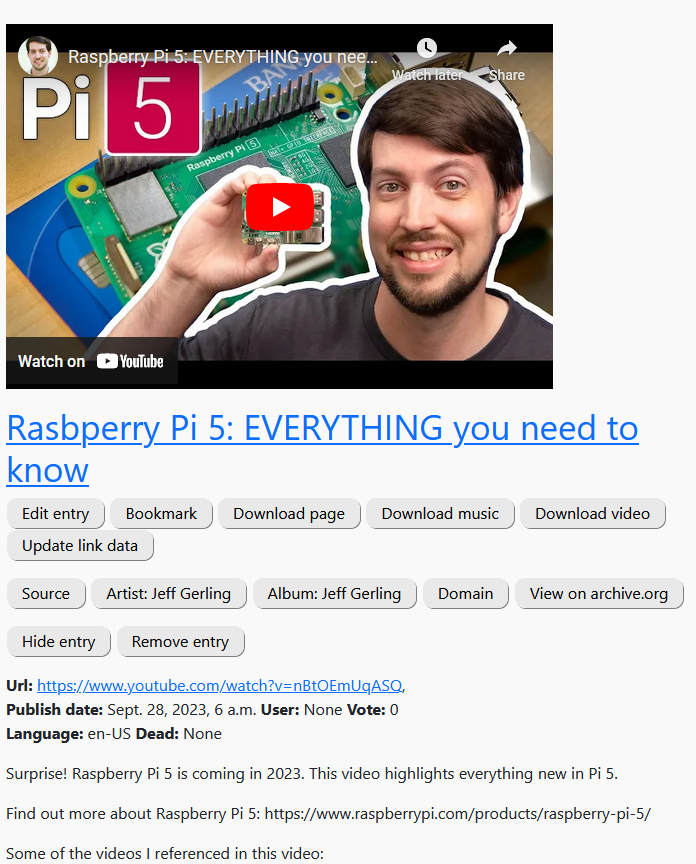 Raspberry Pi 5: EVERYTHING you nee...
Watch later
Share
Pi 5
BAN
Raspberry Pi 5
Watch on YouTube
Rasbperry Pi 5: EVERYTHING you need to
know
Edit entry Bookmark Download page Download music Download video
Update link data
Source Artist: Jeff Gerling Album: Jeff Gerling Domain View on archive.org
Hide entry Remove entry
Url: https://www.youtube.com/watch?v=nBtOEmUqASQ,
Publish date: Sept. 28, 2023, 6 a.m. User: None Vote: 0
Language: en-US Dead: None
Surprise! Raspberry Pi 5 is coming in 2023. This video highlights everything new in Pi 5.
Find out more about Raspberry Pi 5: https://www.raspberrypi.com/products/raspberry-pi-5/
Some of the videos I referenced in this video: